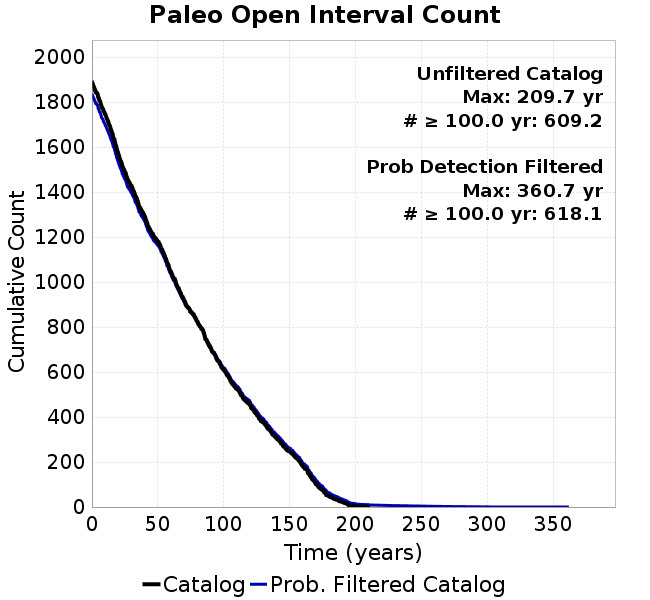 Paleo Open Interval Count
Unfiltered Catalog
Max: 209.7 yr
# ≥ 100.0 yr: 609.2
Prob Detection Filtered
Max: 360.7 yr
# ≥ 100.0 yr: 618.1
Cumulative Count
2000
1800
1600
1400
1200
1000
800
600
400
200
0
0 50 100 150 200 250 300 350
Time (years)
Catalog Prob. Filtered Catalog